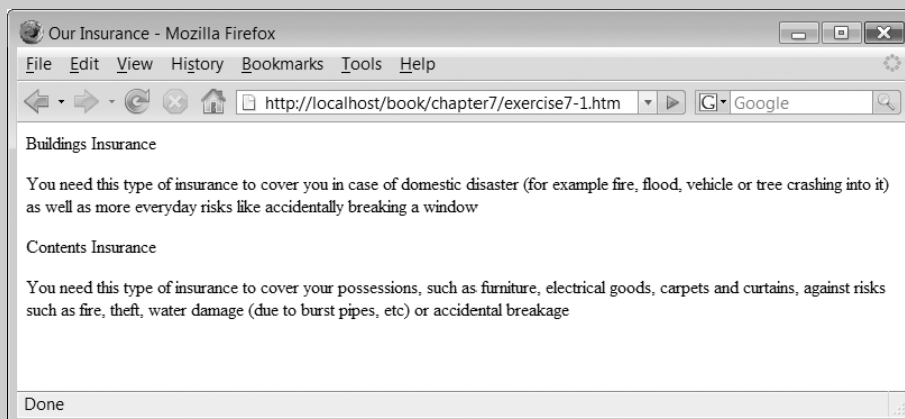 Our Insurance - Mozilla Firefox
File Edit View History Bookmarks Tools Help
http://localhost/book/chapter7/exercise7-1.htm G Google
Buildings Insurance
You need this type of insurance to cover you in case of domestic disaster (for example fire, flood, vehicle or tree crashing into it)
as well as more everyday risks like accidentally breaking a window
Contents Insurance
You need this type of insurance to cover your possessions, such as furniture, electrical goods, carpets and curtains, against risks
such as fire, theft, water damage (due to burst pipes, etc) or accidental breakage
Done